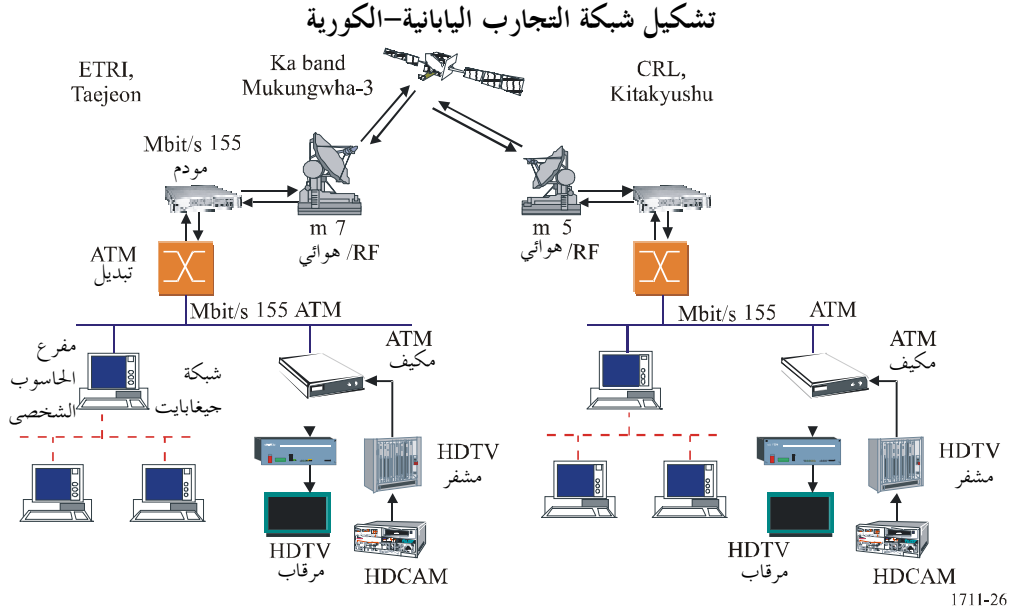 تشكيل شبكة التجارب اليابانية–الكورية
ETRI,
Taejeon
Ka band
Mukungwha-3
CRL,
Kitakyushu
Mbit/s 155
مودم
m 7
هوائي /RF
m 5
هوائي /RF
ATM
تبديل
Mbit/s 155 ATM
Mbit/s 155 ATM
مفرع
الحاسوب
الشخصى
شبكة
جيغابايت
ATM
مكيف
ATM
مكيف
HDTV
مشفر
HDTV
مشفر
HDTV
مرقاب
HDCAM
HDTV
مرقاب
HDCAM
1711-26